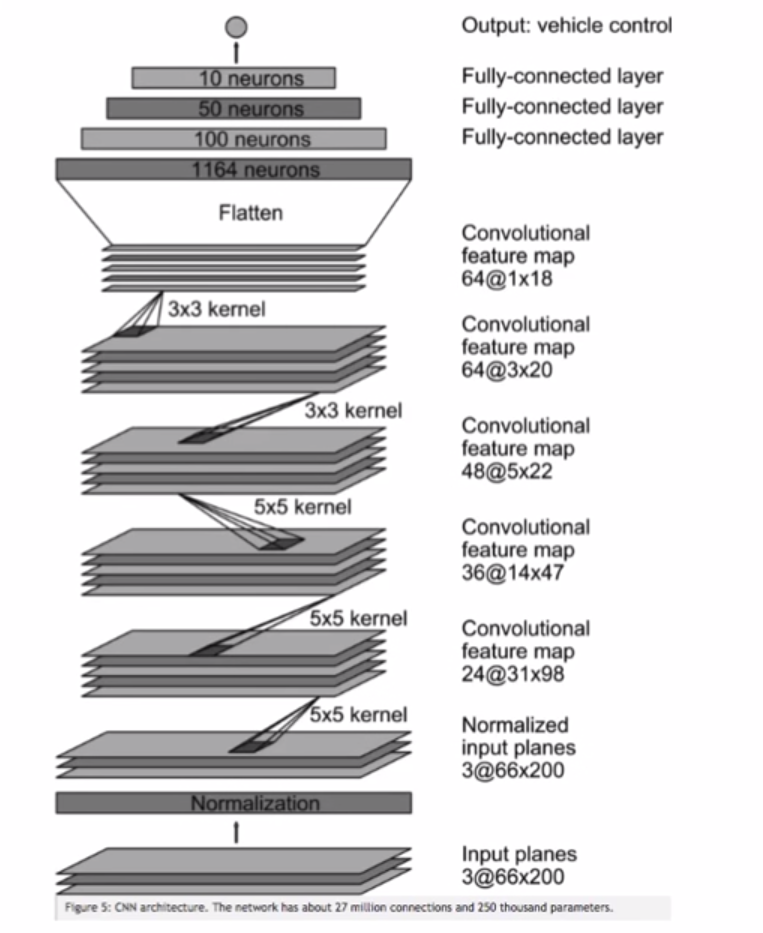 Output: vehicle control
10 neurons
Fully-connected layer
50 neurons
Fully-connected layer
100 neurons
Fully-connected layer
1164 neurons
Flatten
Convolutional
feature map
64@1x18
3x3 kernel
Convolutional
feature map
64@3x20
3x3 kernel
Convolutional
feature map
48@5x22
5x5 kernel
Convolutional
feature map
36@14x47
5x5 kernel
Convolutional
feature map
24@31x98
5x5 kernel
Normalized
input planes
3@66x200
Normalization
Input planes
3@66x200
Figure 5: CNN architecture. The network has about 27 million connections and 250 thousand parameters.